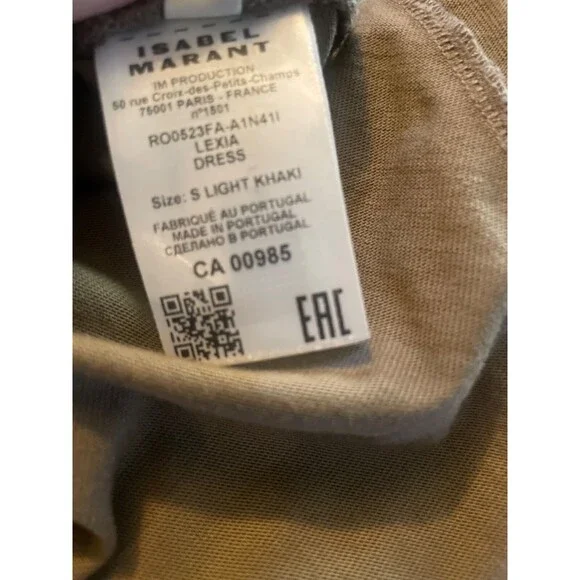 ISABEL
MARANT
IM PRODUCTION
50 rue Croix-des-Petits-Champs
75001 PARIS - FRANCE
n°1501
RO0523FA-A1N41I
LEXIA
DRESS
Size: S LIGHT KHAKI
FABRIQUÉ AU PORTUGAL
MADE IN PORTUGAL
СДЕЛАНО В PORTUGAL
CA 00985
EAC